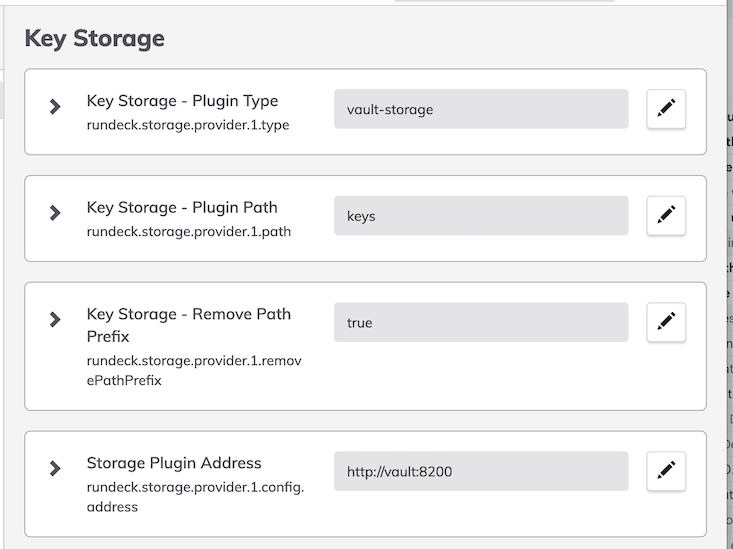 Key Storage
Key Storage - Plugin Type
rundeck.storage.provider.1.type
vault-storage
Key Storage - Plugin Path
rundeck.storage.provider.1.path
keys
Key Storage - Remove Path
Prefix
rundeck.storage.provider.1.remov
ePathPrefix
true
Storage Plugin Address
rundeck.storage.provider.1.config.
address
http://vault:8200